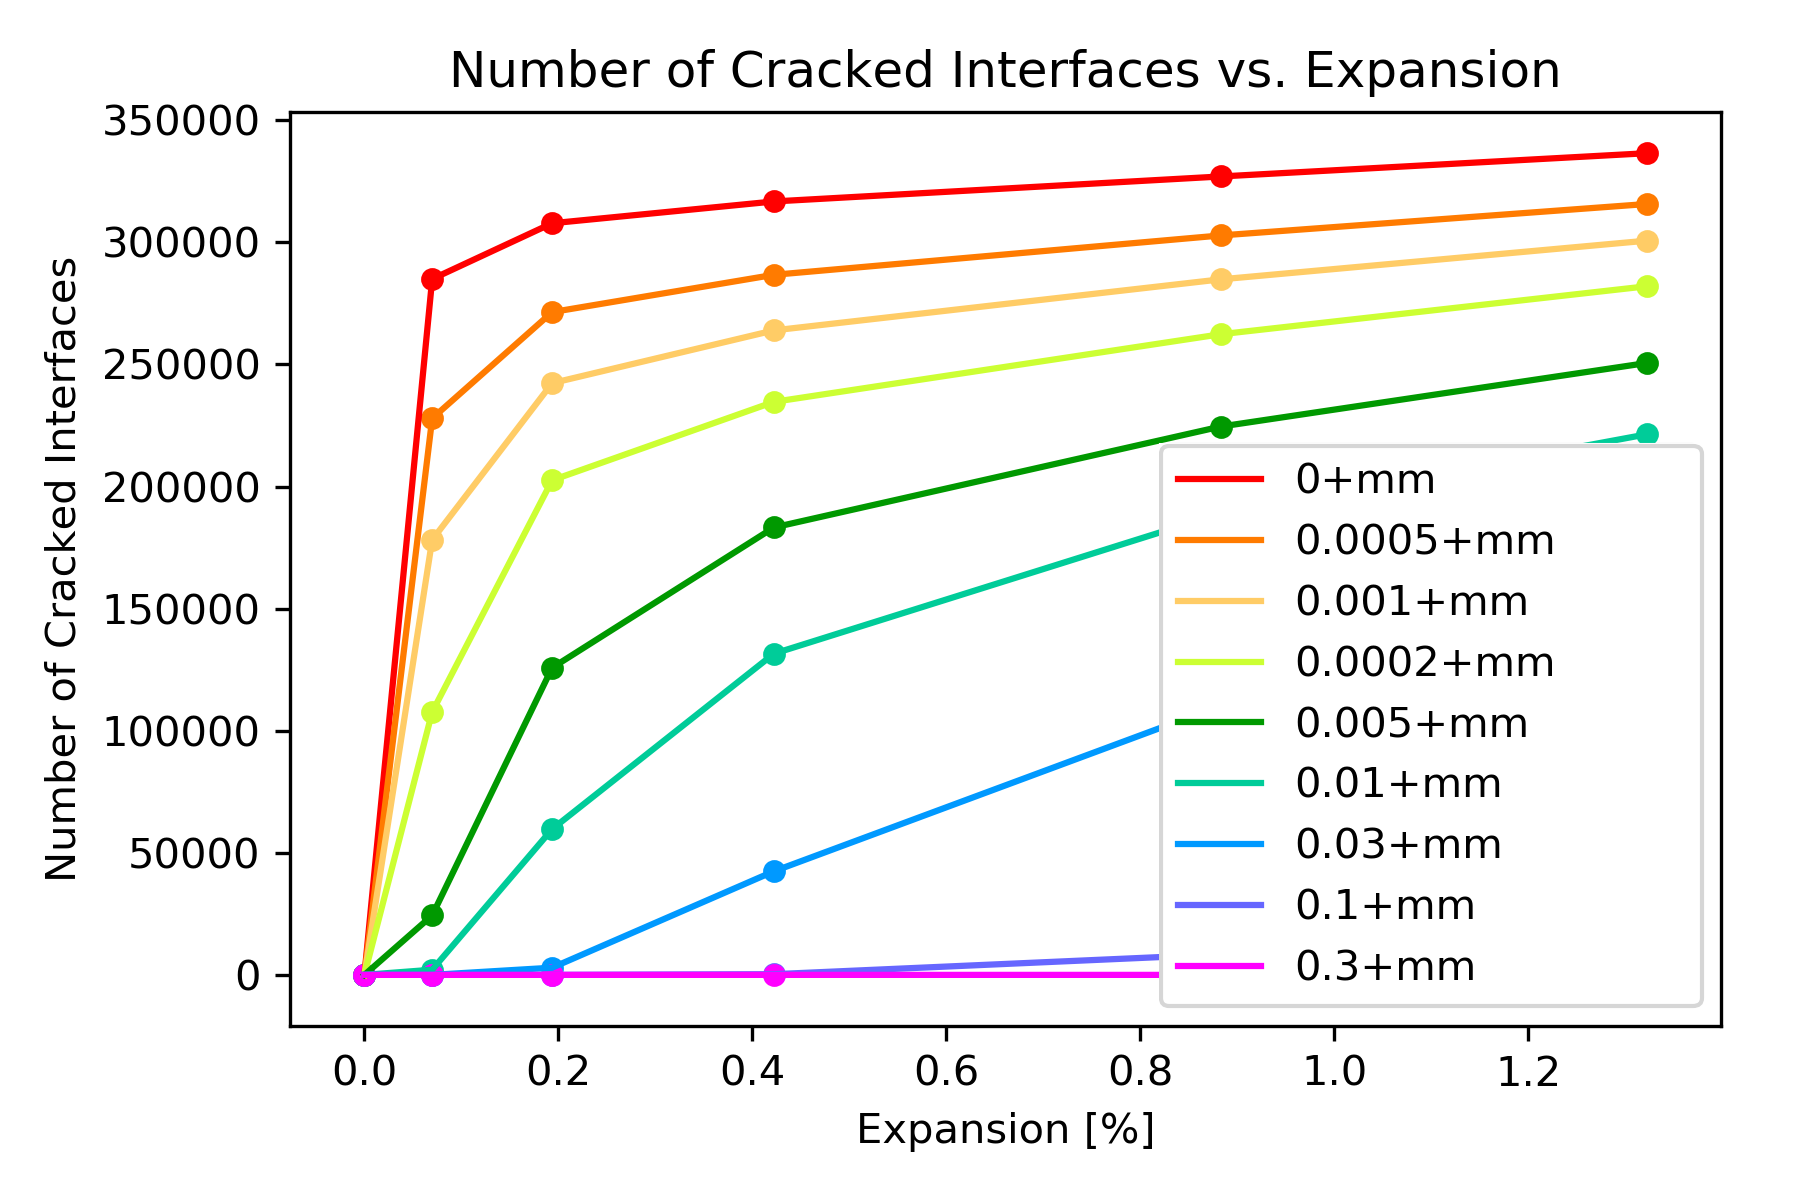 Number of Cracked Interfaces vs. Expansion
350000
300000
250000
200000
150000
100000
50000
0
Number of Cracked Interfaces
0+mm
0.0005+mm
0.001+mm
0.0002+mm
0.005+mm
0.01+mm
0.03+mm
0.1+mm
0.3+mm
0.0 0.2 0.4 0.6 0.8 1.0 1.2
Expansion [%]